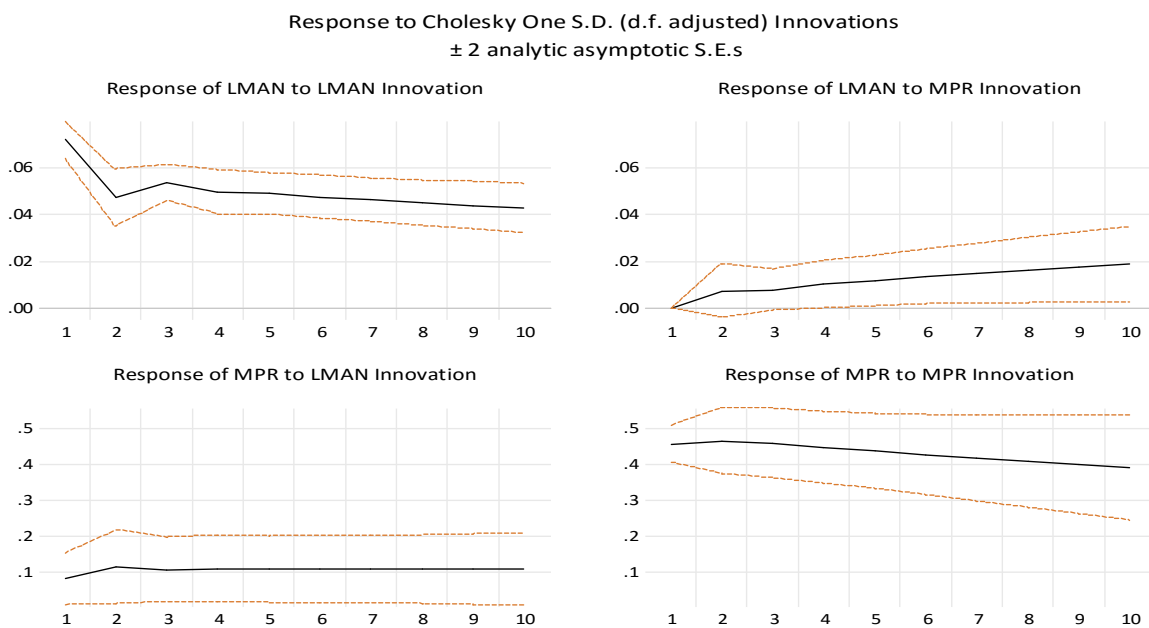 Response to Cholesky One S.D. (d.f. adjusted) Innovations
± 2 analytic asymptotic S.E.s
Response of LMAN to LMAN Innovation
.06
.04
.02
.00
1 2 3 4 5 6 7 8 9 10
Response of LMAN to MPR Innovation
.06
.04
.02
.00
1 2 3 4 5 6 7 8 9 10
Response of MPR to LMAN Innovation
.5
.4
.3
.2
.1
1 2 3 4 5 6 7 8 9 10
Response of MPR to MPR Innovation
.5
.4
.3
.2
.1
1 2 3 4 5 6 7 8 9 10